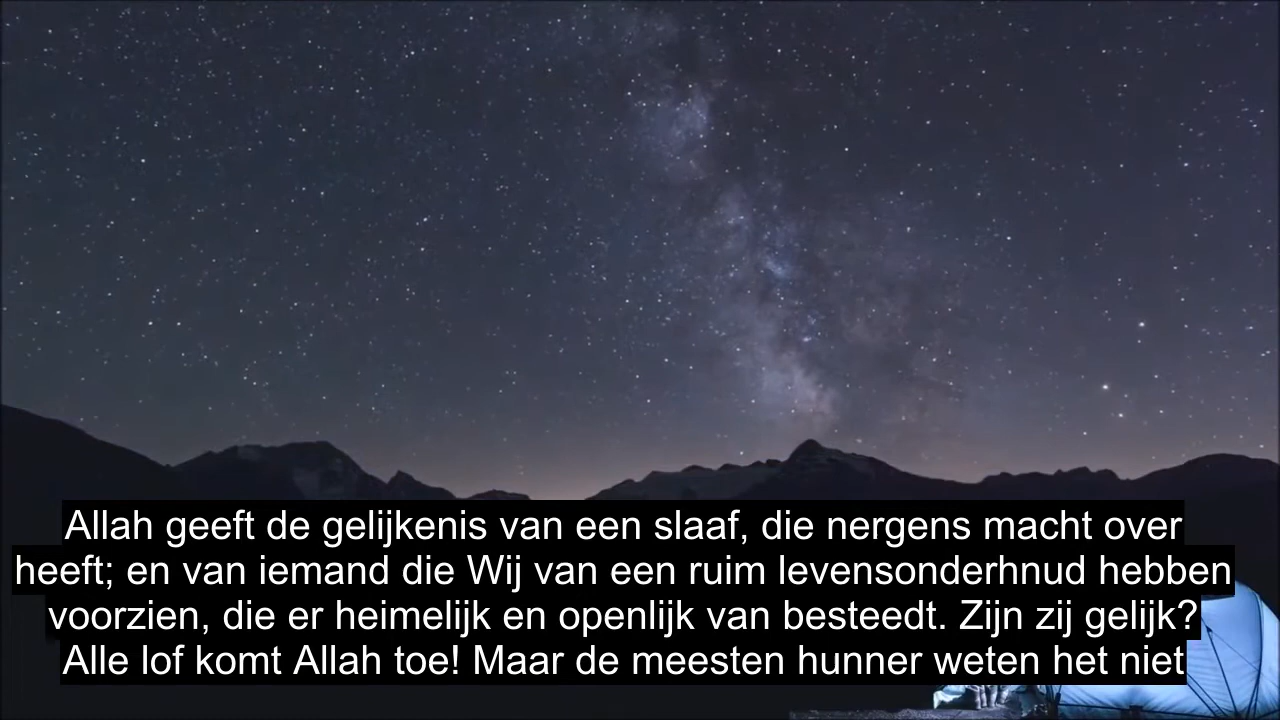 Allah geeft de gelijkenis van een slaaf, die nergens macht over
heeft; en van iemand die Wij van een ruim levensonderhnud hebben
voorzien, die er heimelijk en openlijk van besteedt. Zijn zij gelijk?
Alle lof komt Allah toe! Maar de meesten hunner weten het niet